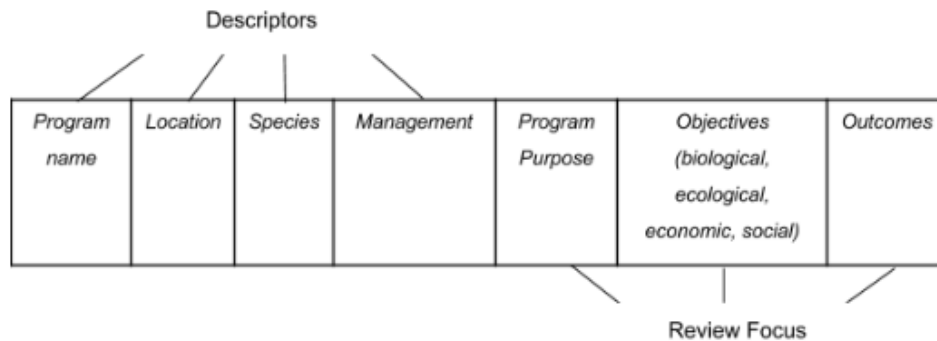 Descriptors
Program name
Location
Species
Management
Program Purpose
Objectives (biological, ecological, economic, social)
Outcomes
Review Focus